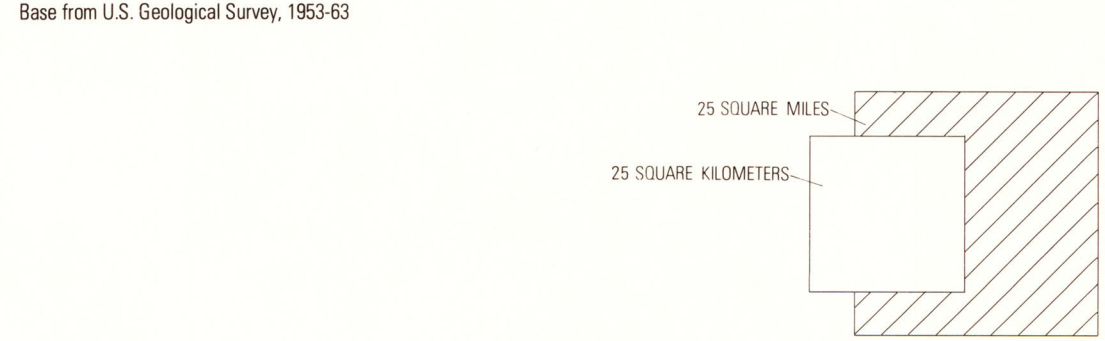 Base from U.S. Geological Survey, 1953-63
25 SQUARE MILES
25 SQUARE KILOMETERS